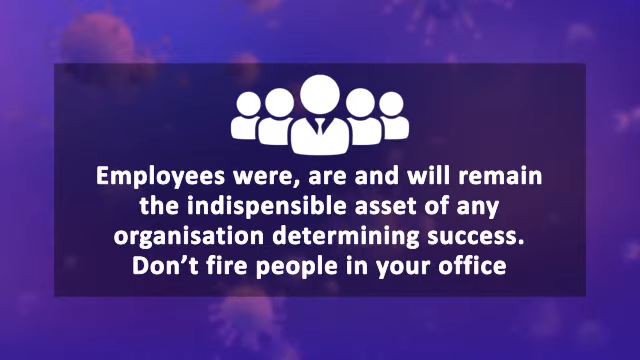 Employees were, are and will remain
the indispensible asset of any
organisation determining success.
Don’t fire people in your office